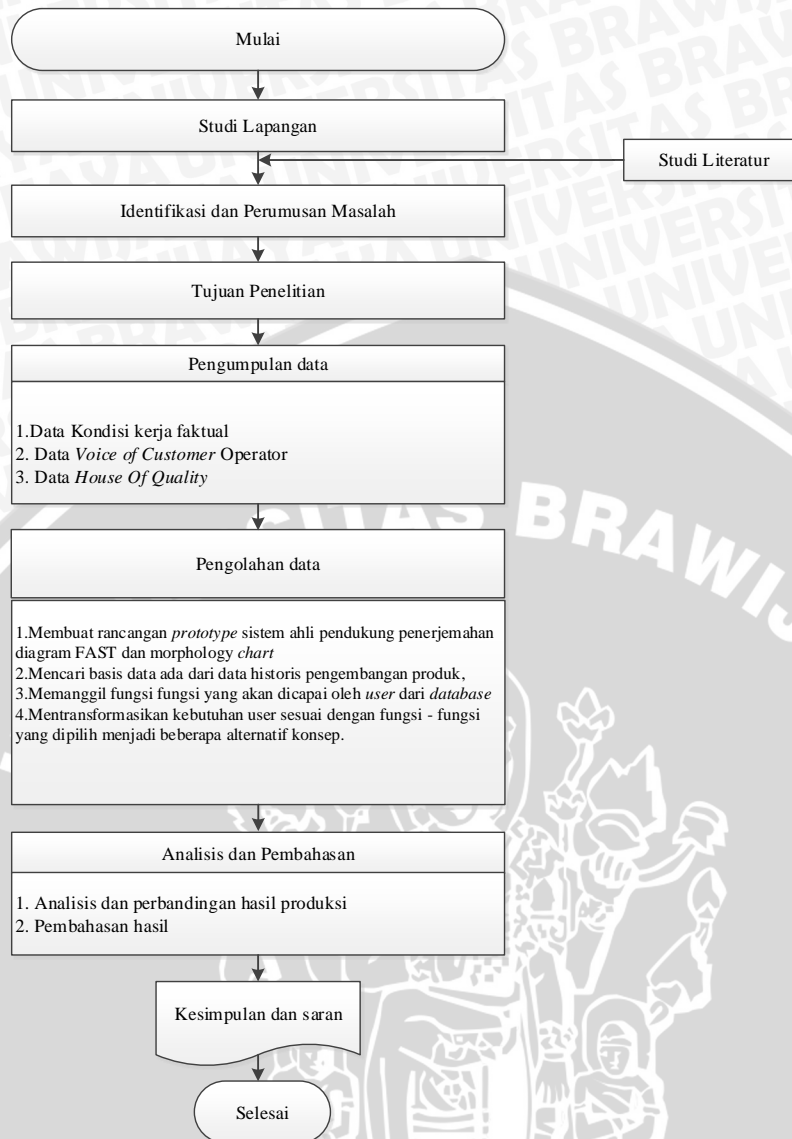 Mulai
Studi Lapangan
Studi Literatur
Identifikasi dan Perumusan Masalah
Tujuan Penelitian
Pengumpulan data
1.Data Kondisi kerja faktual
2. Data Voice of Customer Operator
3. Data House Of Quality
SITAS BRAWIJ
Pengolahan data
1.Membuat rancangan prototype sistem ahli pendukung penerjemahan
diagram FAST dan morphology chart
2.Mencari basis data ada dari data historis pengembangan produk,
3.Memanggil fungsi fungsi yang akan dicapai oleh user dari database
4.Mentransformasikan kebutuhan user sesuai dengan fungsi - fungsi
yang dipilih menjadi beberapa alternatif konsep.
Analisis dan Pembahasan
1. Analisis dan perbandingan hasil produksi
2. Pembahasan hasil
Kesimpulan dan saran
Selesai